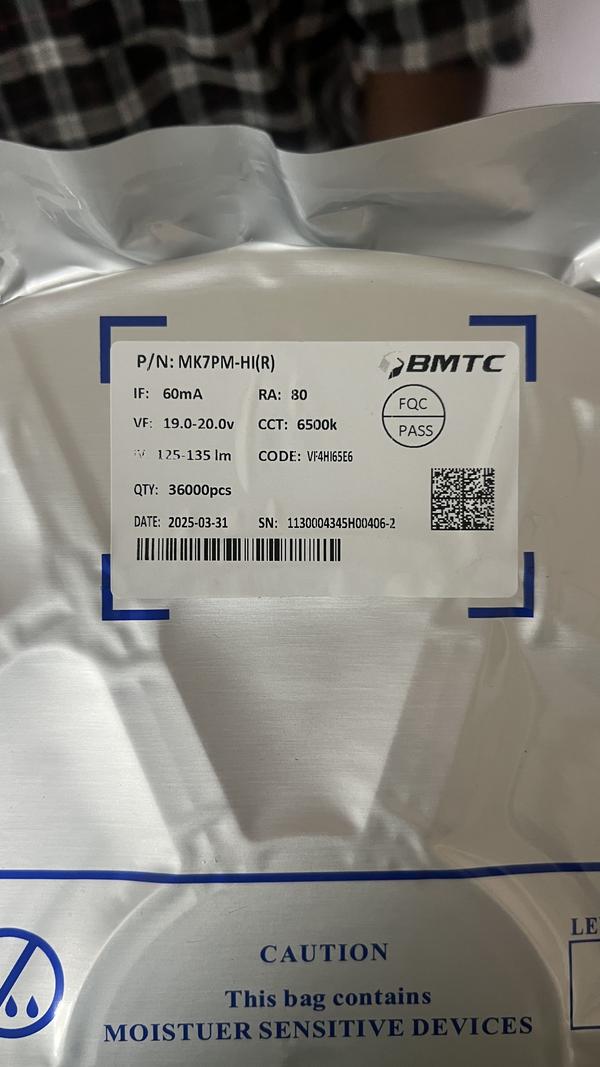 P/N: MK7PM-HI(R)
BMTC
IF: 60mA RA: 80
FQC
PASS
VF: 19.0-20.0v CCT: 6500k
IV 125-135 lm CODE: VF4HI65E6
QTY: 36000pcs
DATE: 2025-03-31 SN: 1130004345H00406-2
CAUTION
This bag contains
MOISTUER SENSITIVE DEVICES